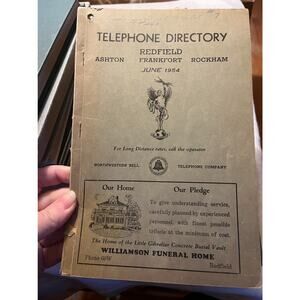 TELEPHONE DIRECTORY
REDFIELD
ASHTON FRANKFORT ROCKHAM
JUNE 1954
For Long Distance rates, call the operator
NORTHWESTERN BELL TELEPHONE COMPANY
Our Home Our Pledge
To give understanding service,
carefully planned by experienced
personnel, with finest possible
tribute at the minimum of cost.
The Home of the Little Gibraltar Concrete Burial Vault
WILLIAMSON FUNERAL HOME
Redfield